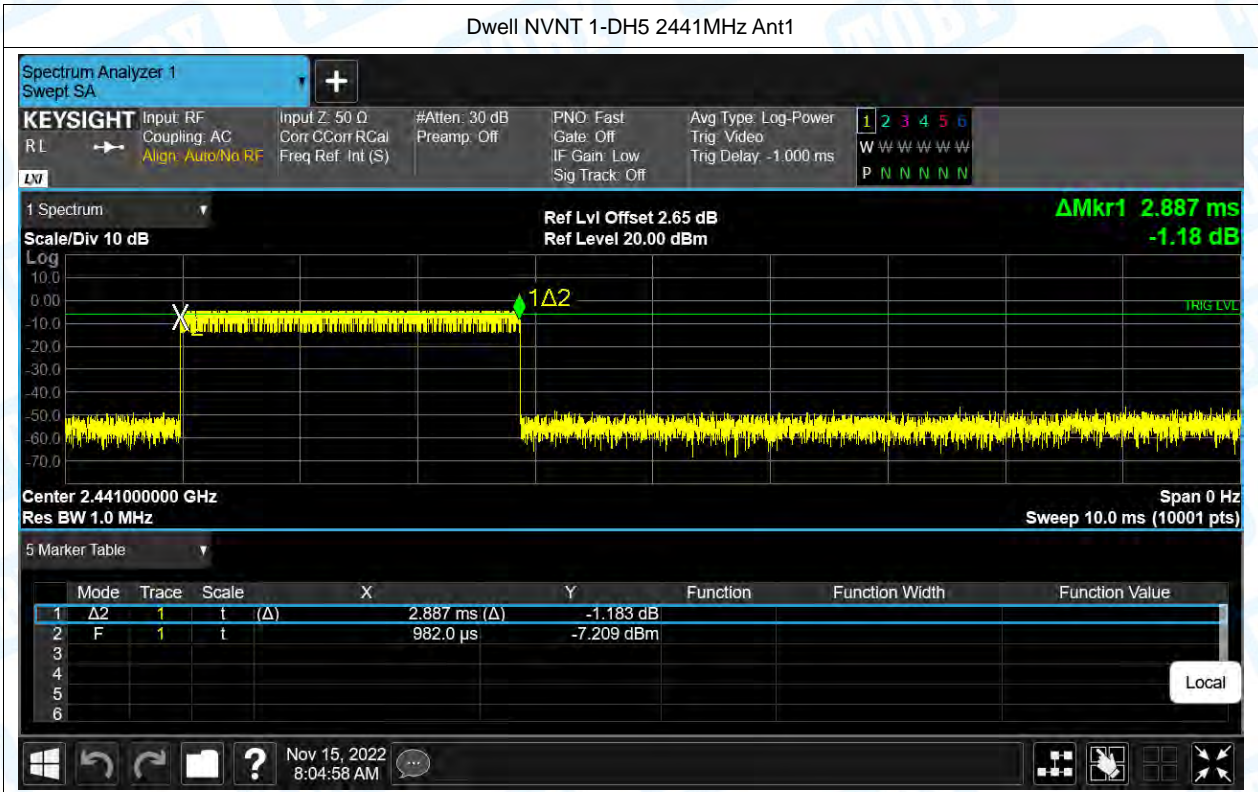 Dwell NVNT 1-DH5 2441MHz Ant1
Spectrum Analyzer 1
Swept SA
KEYSIGHT Input: RF Input Z: 50 Ω #Atten: 30 dB PNO: Fast Avg Type: Log-Power 1 2 3 4 5 6
RL Coupling: AC Corr CCorr RCal Preamp: Off Gate: Off Trig: Video W W W W W W
Align: Auto/No RF Freq Ref: Int (S) IF Gain: Low Trig Delay: -1.000 ms
LXI Sig Track: Off P N N N N N
1 Spectrum Ref Lvl Offset 2.65 dB ΔMkr1 2.887 ms
Scale/Div 10 dB Ref Level 20.00 dBm -1.18 dB
Log
10.0
0.00 1Δ2 TRIG LVL
-10.0 X
-20.0
-30.0
-40.0
-50.0
-60.0
-70.0
Center 2.441000000 GHz Span 0 Hz
Res BW 1.0 MHz Sweep 10.0 ms (10001 pts)
5 Marker Table
Mode Trace Scale X Y Function Function Width Function Value
1 Δ2 1 t (Δ) 2.887 ms (Δ) -1.183 dB
2 F 1 t 982.0 µs -7.209 dBm
3
4
5
6
Local
? Nov 15, 2022
8:04:58 AM